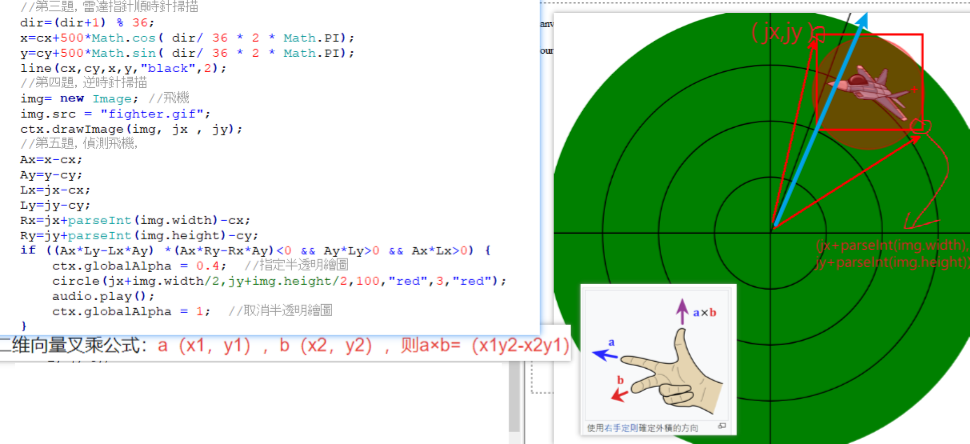 //第三題,雷達指針順時針掃描
dir=(dir+1) % 36;
x=cx+500*Math.cos( dir/ 36 * 2 * Math.PI);
y=cy+500*Math.sin( dir/ 36 * 2 * Math.PI);
line(cx,cy,x,y,"black",2);
//第四題,逆時針掃描
img= new Image; //飛機
img.src = "fighter.gif";
ctx.drawImage(img, jx , jy);
//第五題,偵測飛機,
Ax=x-cx;
Ay=y-cy;
Lx=jx-cx;
Ly=jy-cy;
Rx=jx+parseInt(img.width)-cx;
Ry=jy+parseInt(img.height)-cy;
if ((Ax*Ly-Lx*Ay) *(Ax*Ry-Rx*Ay)<0 && Ay*Ly>0 && Ax*Lx>0) {
ctx.globalAlpha = 0.4; //指定半透明繪圖
circle(jx+img.width/2,jy+img.height/2,100,"red",3,"red");
audio.play();
ctx.globalAlpha = 1; //取消半透明繪圖
}
二维向量叉乘公式：a（x1，y1），b（x2，y2），则a×b=（x1y2-x2y1）
( jx,jy )
(jx+parseInt(img.width),
jy+parseInt(img.height))
a×b
a
b
使用右手定則確定外積的方向